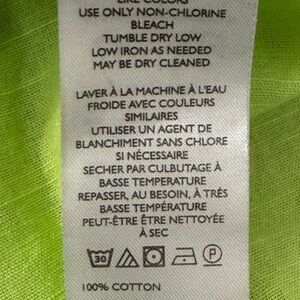 LIKE COLORS
USE ONLY NON-CHLORINE
BLEACH
TUMBLE DRY LOW
LOW IRON AS NEEDED
MAY BE DRY CLEANED
LAVER À LA MACHINE À L'EAU
FROIDE AVEC COULEURS
SIMILAIRES
UTILISER UN AGENT DE
BLANCHIMENT SANS CHLORE
SI NÉCESSAIRE
SECHER PAR CULBUTAGE À
BASSE TEMPERATURE
REPASSER, AU BESOIN, À TRÈS
BASSE TEMPÉRATURE
PEUT-ÊTRE ÊTRE NETTOYÉE
À SEC
30 P
100% COTTON